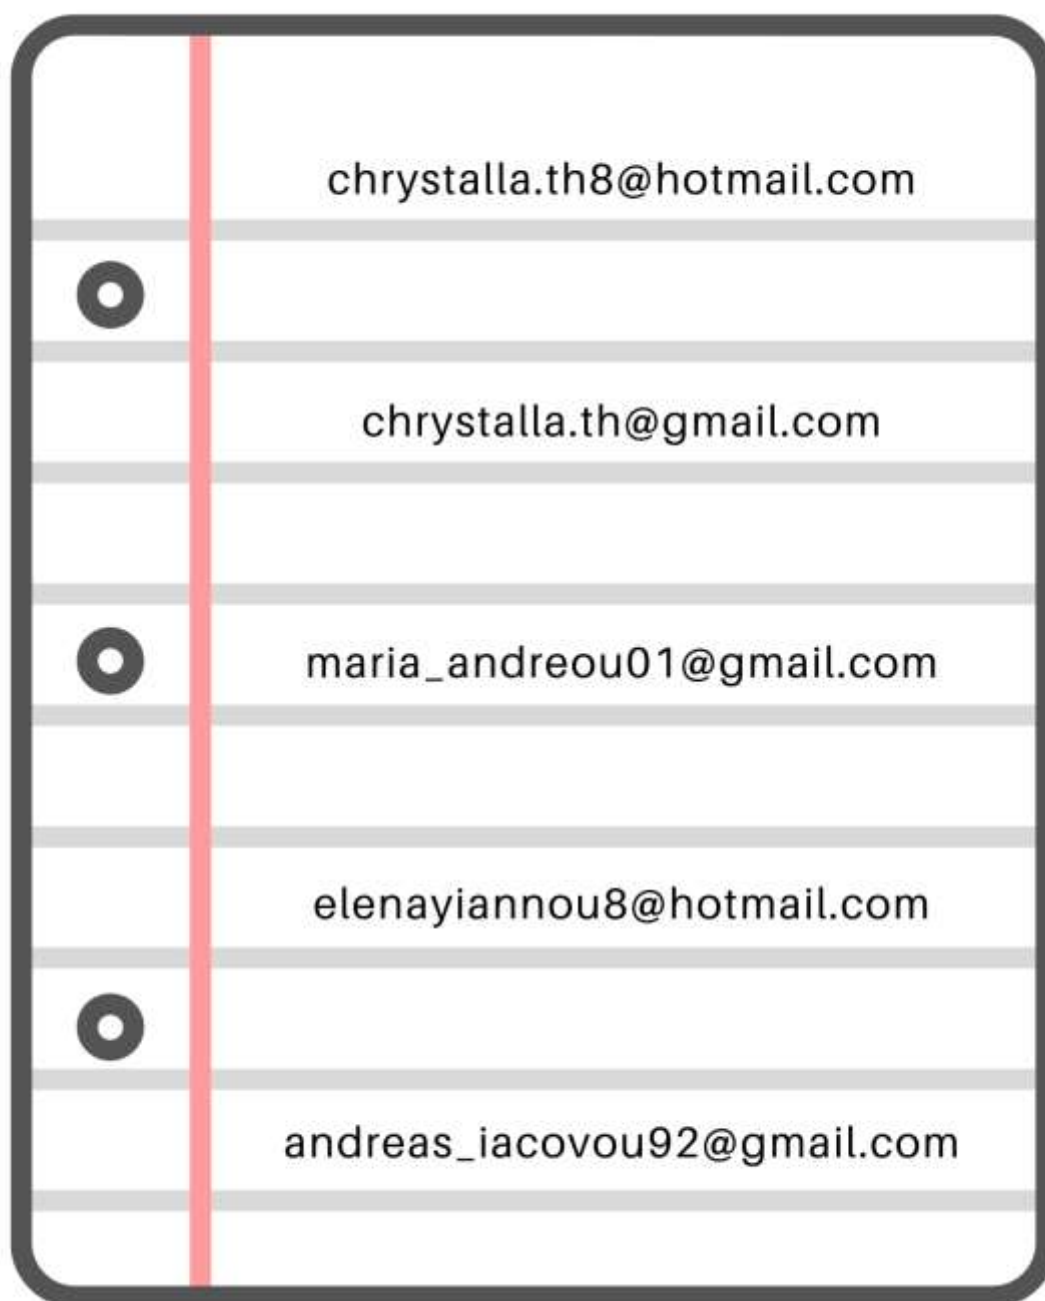 chrystalla.th8@hotmail.com
chrystalla.th@gmail.com
maria_andreou01@gmail.com
elenayiannou8@hotmail.com
andreas_iacovou92@gmail.com